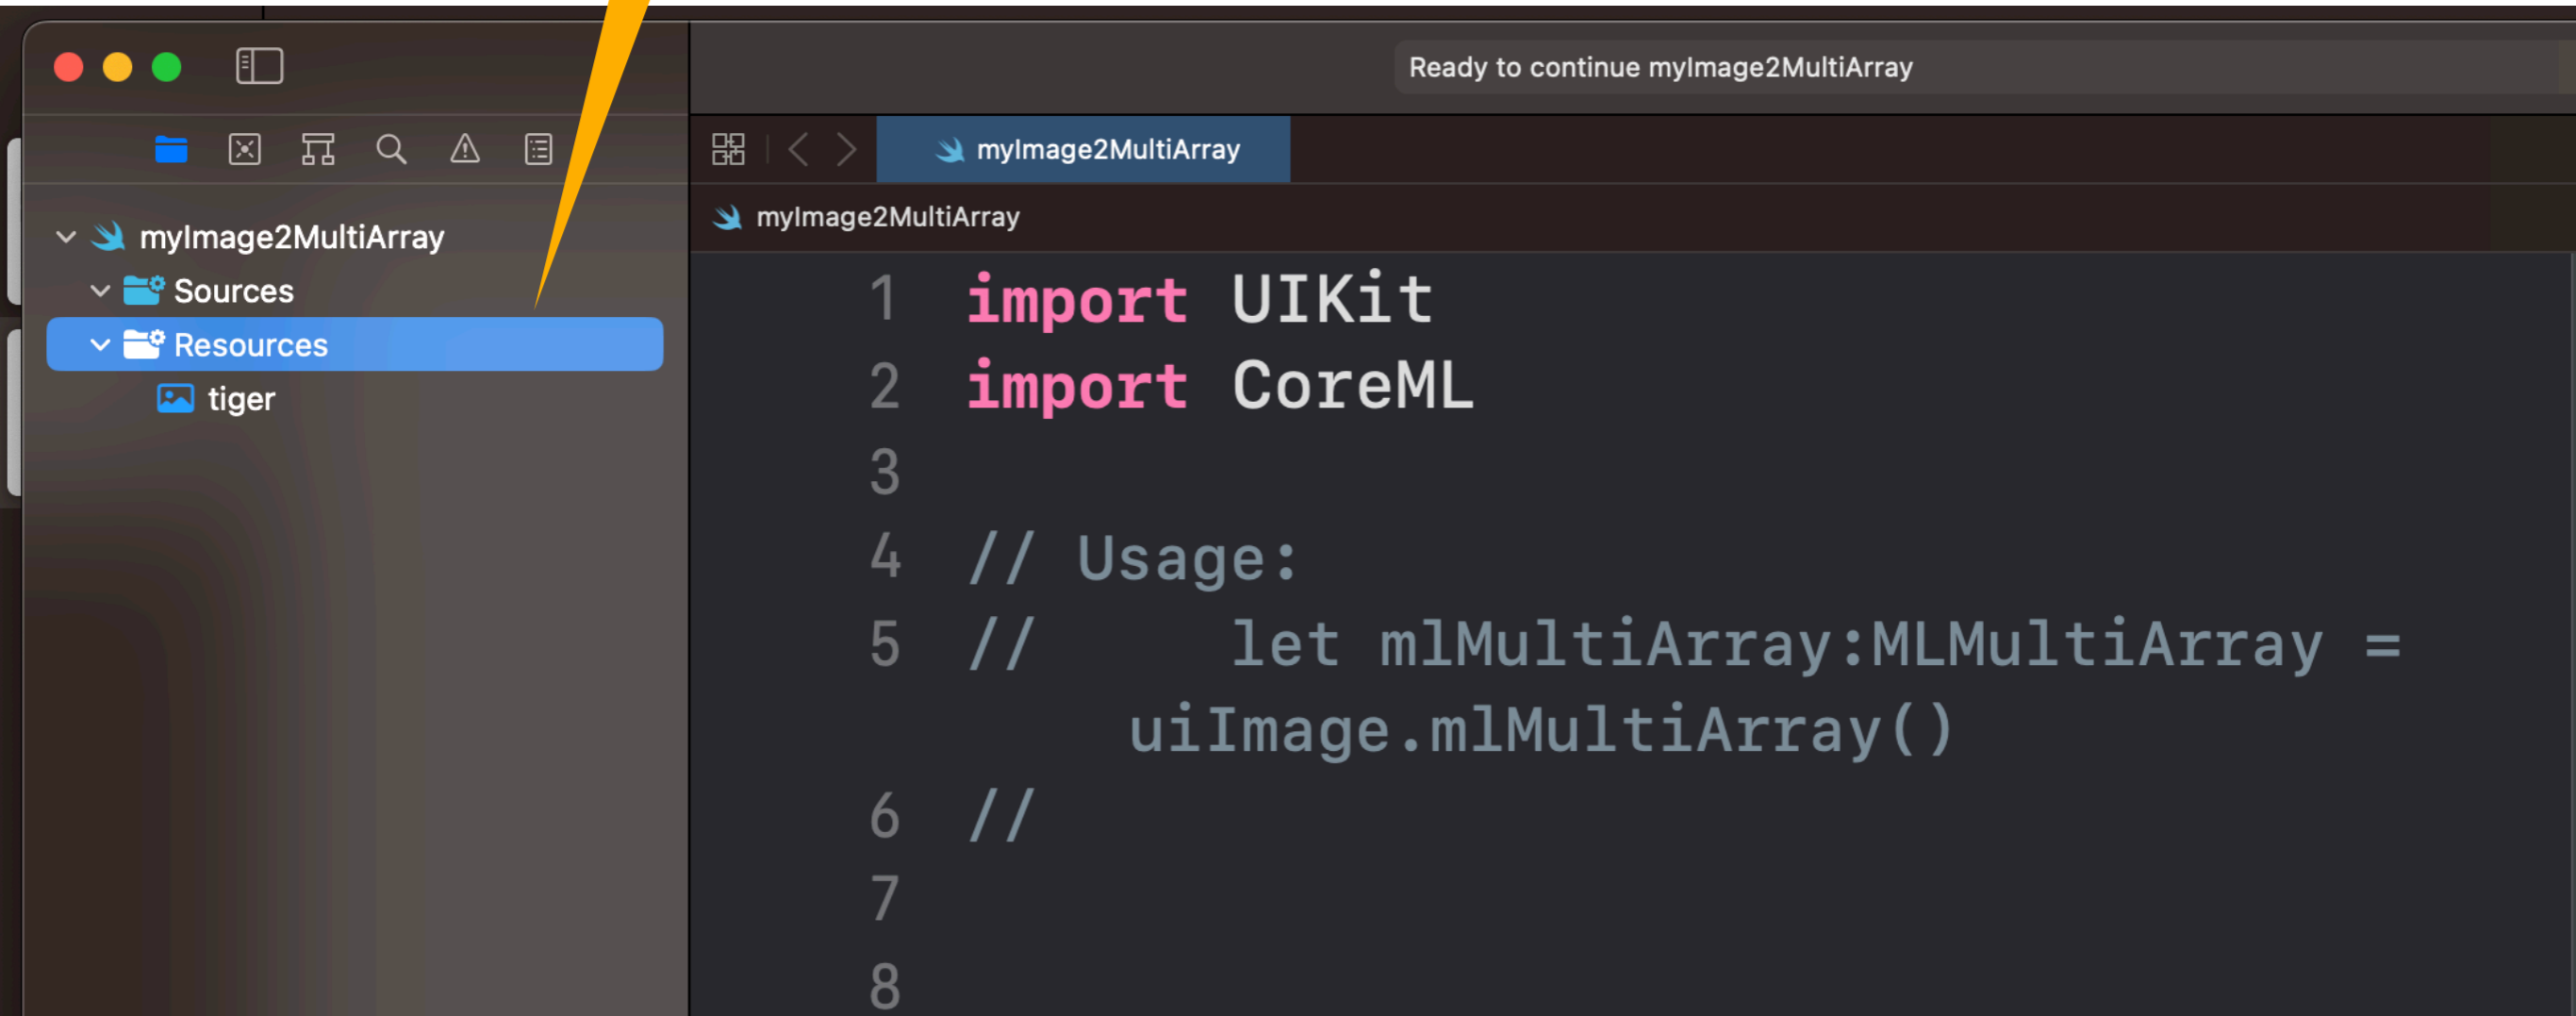 Ready to continue myImage2MultiArray
myImage2MultiArray
myImage2MultiArray
Sources
Resources
tiger
myImage2MultiArray
1 import UIKit
2 import CoreML
3
4 // Usage:
5 //     let mlMultiArray:MLMultiArray =
uiImage.mlMultiArray()
6 //
7
8